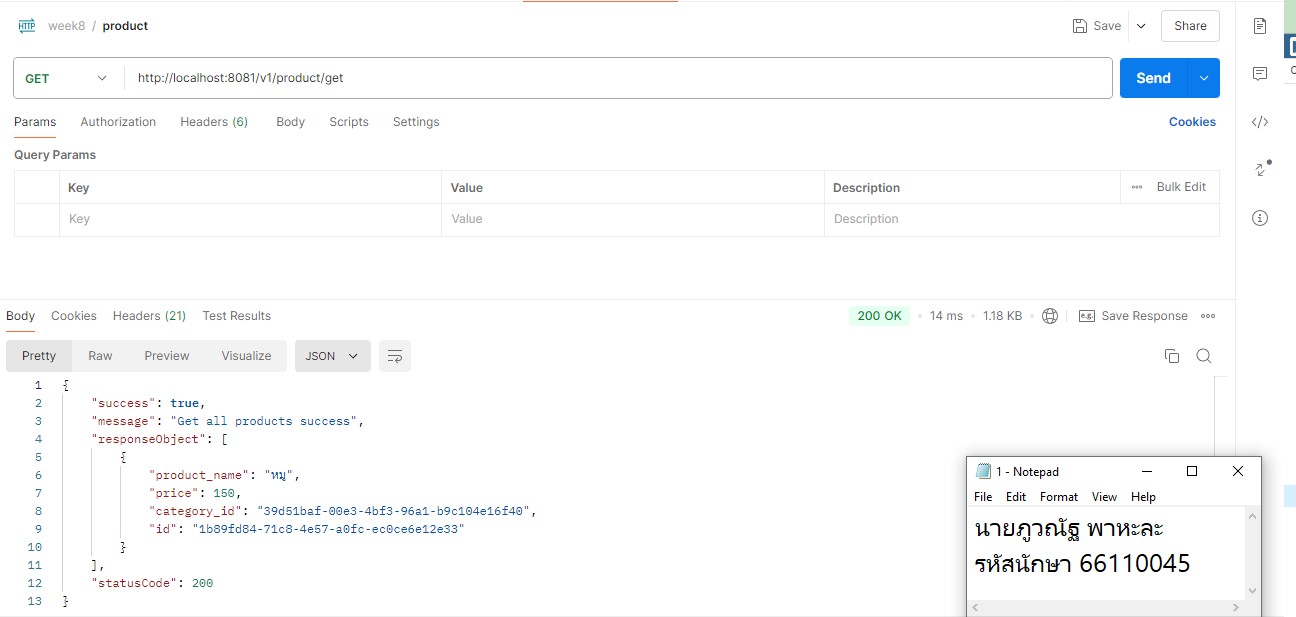 HTTP week8 / product
Save
Share
GET
http://localhost:8081/v1/product/get
Send
Params Authorization Headers (6) Body Scripts Settings
Cookies
Query Params
Key Value Description
Bulk Edit
Key Value Description
Body Cookies Headers (21) Test Results
200 OK • 14 ms • 1.18 KB •
e.g. Save Response
Pretty Raw Preview Visualize JSON
1 {
2 "success": true,
3 "message": "Get all products success",
4 "responseObject": [
5 {
6 "product_name": "หมู",
7 "price": 150,
8 "category_id": "39d51baf-00e3-4bf3-96a1-b9c104e16f40",
9 "id": "1b89fd84-71c8-4e57-a0fc-ec0ce6e12e33"
10 }
11 ],
12 "statusCode": 200
13 }
1 - Notepad
File Edit Format View Help
นายภูวณัฐ พาหะละ
รหัสนักษา 66110045